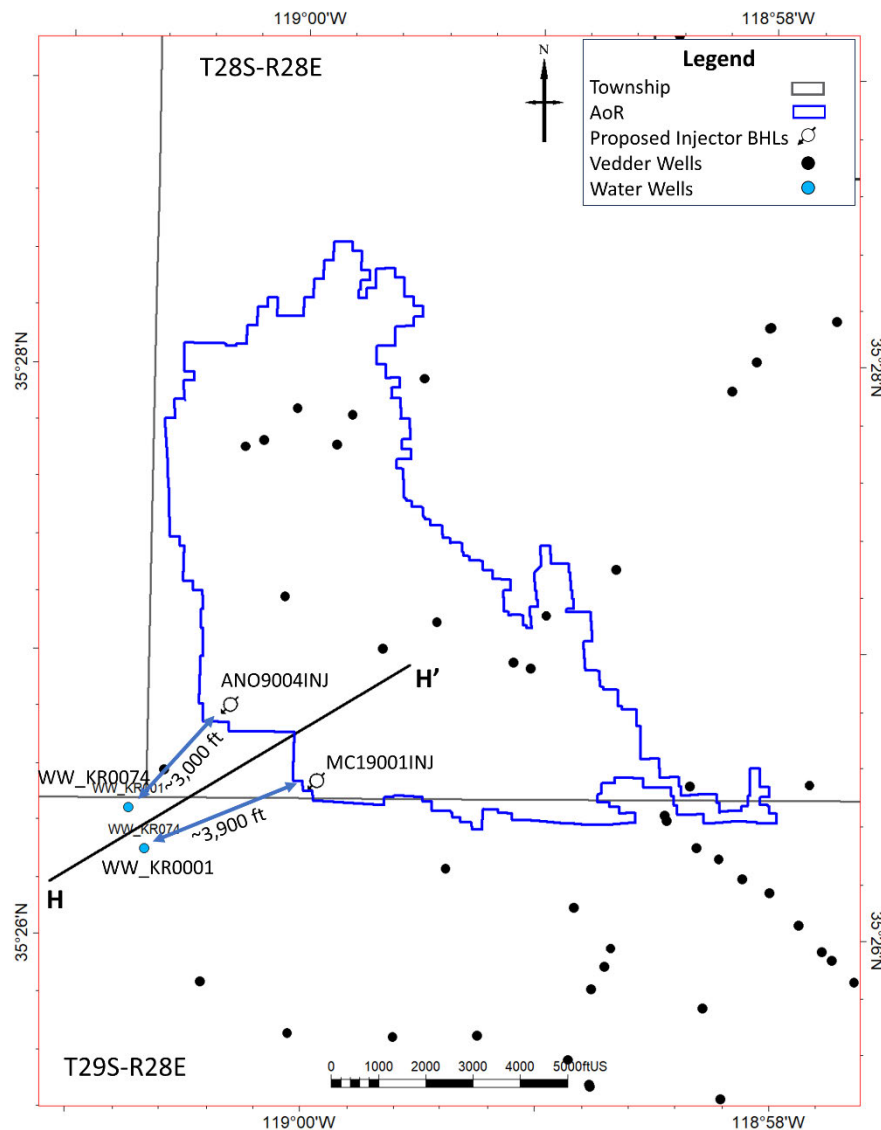 119°00'W
118°58'W
T28S-R28E
N
Legend
Township
AoR
Proposed Injector BHLs
Vedder Wells
Water Wells
35°28'N
35°28'N
ANO9004INJ
H'
~3,000 ft
MC19001INJ
WW_KR0074
WW_KR001
WW_KR074
~3,900 ft
WW_KR0001
H
35°26'N
35°26'N
T29S-R28E
0 1000 2000 3000 4000 5000ftUS
119°00'W
118°58'W